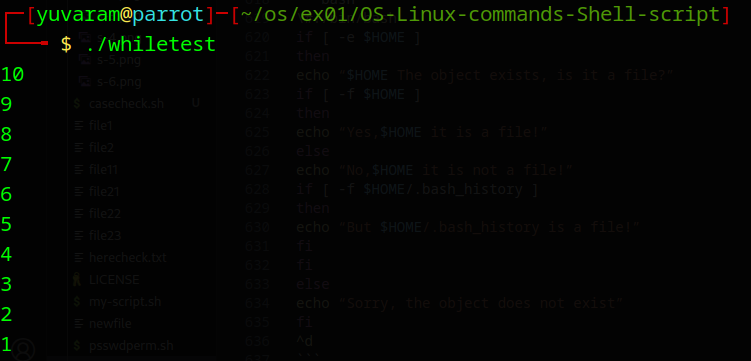 ┌─[yuvaram@parrot]─[~/os/ex01/OS-Linux-commands-Shell-script]
└──╼ $ ./whiletest
10
9
8
7
6
5
4
3
2
1
s-5.png
s-6.png
casecheck.sh U
file1
file2
file11
file21
file22
file23
herecheck.txt
LICENSE
my-script.sh
newfile
psswdperm.sh
620 if [ -e $HOME ]
621 then
622 echo "$HOME The object exists, is it a file?"
623 if [ -f $HOME ]
624 then
625 echo "Yes,$HOME it is a file!"
626 else
627 echo "No,$HOME it is not a file!"
628 if [ -f $HOME/.bash_history ]
629 then
630 echo "But $HOME/.bash_history is a file!"
631 fi
632 fi
633 else
634 echo "Sorry, the object does not exist"
635 fi
636 ^d